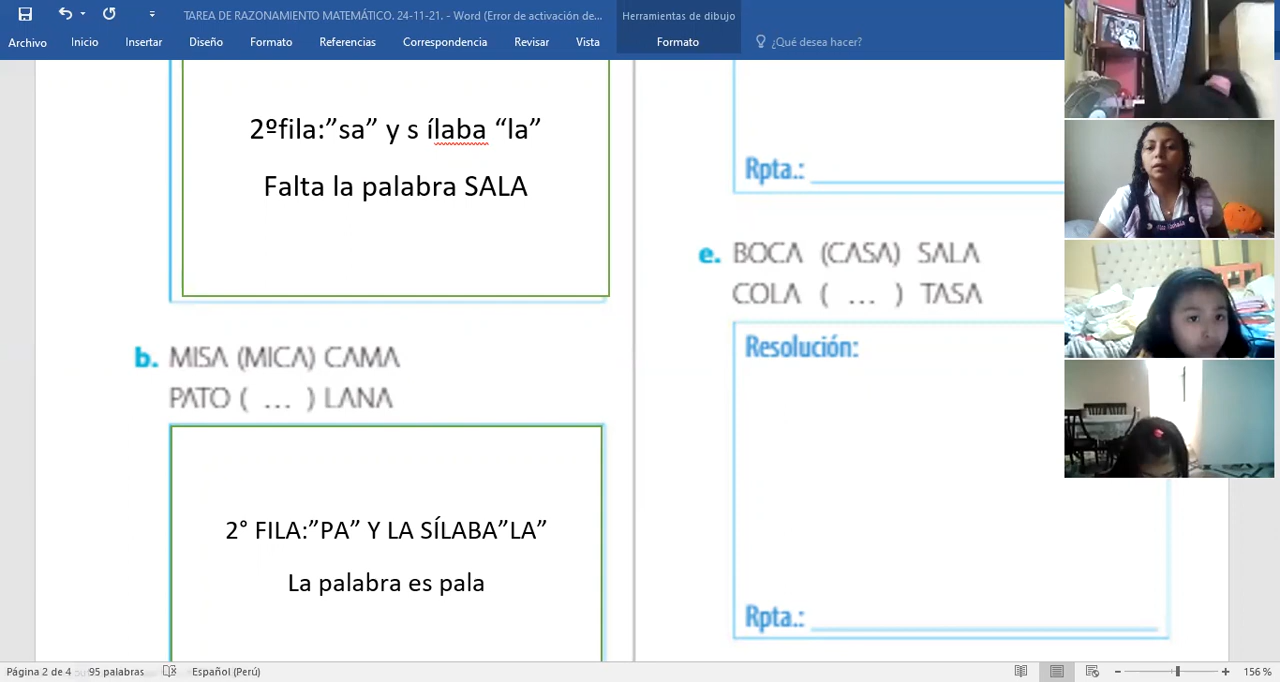 TAREA DE RAZONAMIENTO MATEMÁTICO. 24-11-21. - Word (Error de activación de...
Herramientas de dibujo
Archivo Inicio Insertar Diseño Formato Referencias Correspondencia Revisar Vista Formato ¿Qué desea hacer?
2ºfila:”sa” y s ílaba “la”
Falta la palabra SALA
b. MISA (MICA) CAMA
PATO ( ... ) LANA
2° FILA:”PA” Y LA SÍLABA”LA”
La palabra es pala
Rpta.:
e. BOCA (CASA) SALA
COLA ( ... ) TASA
Resolución:
Rpta.:
Página 2 de 4 95 palabras Español (Perú) 156 %